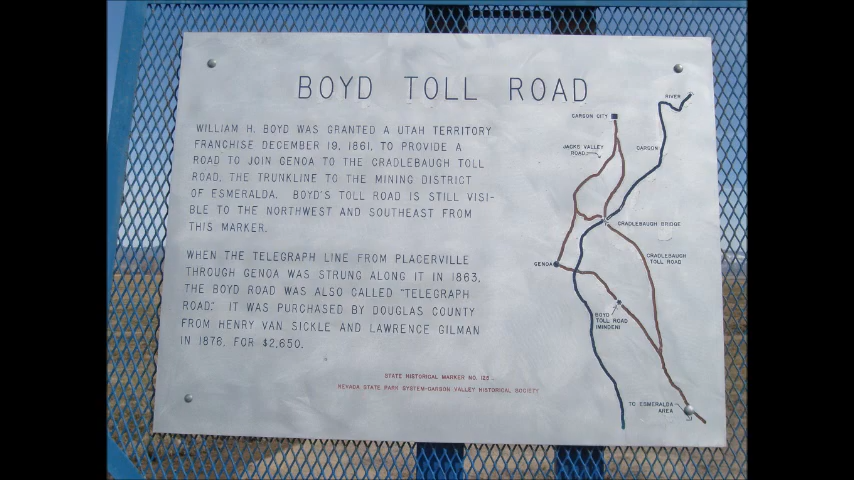 BOYD TOLL ROAD
WILLIAM H. BOYD WAS GRANTED A UTAH TERRITORY
FRANCHISE DECEMBER 19, 1861, TO PROVIDE A
ROAD TO JOIN GENOA TO THE CRADLEBAUGH TOLL
ROAD, THE TRUNKLINE TO THE MINING DISTRICT
OF ESMERALDA. BOYD'S TOLL ROAD IS STILL VISI-
BLE TO THE NORTHWEST AND SOUTHEAST FROM
THIS MARKER.
WHEN THE TELEGRAPH LINE FROM PLACERVILLE
THROUGH GENOA WAS STRUNG ALONG IT IN 1863,
THE BOYD ROAD WAS ALSO CALLED "TELEGRAPH
ROAD." IT WAS PURCHASED BY DOUGLAS COUNTY
FROM HENRY VAN SICKLE AND LAWRENCE GILMAN
IN 1876, FOR $2,650.
STATE HISTORICAL MARKER NO. 125
NEVADA STATE PARK SYSTEM-CARSON VALLEY HISTORICAL SOCIETY
RIVER
CARSON CITY
JACKS VALLEY
ROAD
CARSON
CRADLEBAUGH BRIDGE
CRADLEBAUGH
TOLL ROAD
GENOA
BOYD
TOLL ROAD
(MINDEN)
TO ESMERALDA
AREA